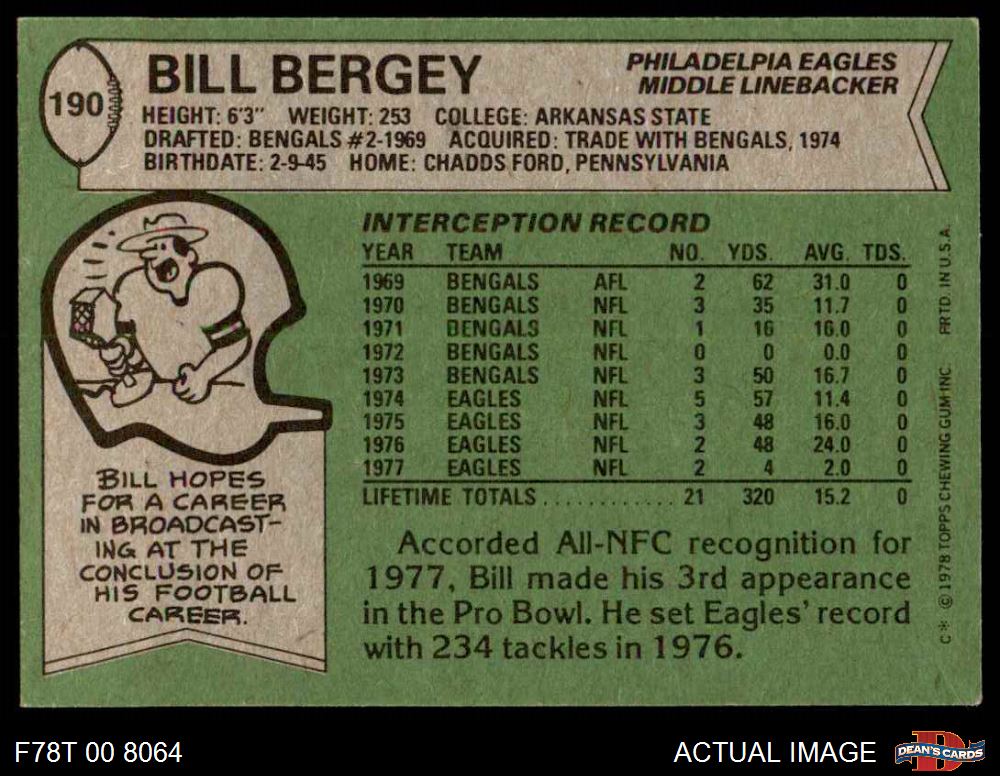 190
BILL BERGEY
PHILADELPIA EAGLES
MIDDLE LINEBACKER
HEIGHT: 6'3" WEIGHT: 253 COLLEGE: ARKANSAS STATE
DRAFTED: BENGALS #2-1969 ACQUIRED: TRADE WITH BENGALS, 1974
BIRTHDATE: 2-9-45 HOME: CHADDS FORD, PENNSYLVANIA
INTERCEPTION RECORD
YEAR TEAM NO. YDS. AVG. TDS.
1969 BENGALS AFL 2 62 31.0 0
1970 BENGALS NFL 3 35 11.7 0
1971 BENGALS NFL 1 16 16.0 0
1972 BENGALS NFL 0 0 0.0 0
1973 BENGALS NFL 3 50 16.7 0
1974 EAGLES NFL 5 57 11.4 0
1975 EAGLES NFL 3 48 16.0 0
1976 EAGLES NFL 2 48 24.0 0
1977 EAGLES NFL 2 4 2.0 0
LIFETIME TOTALS ............ 21 320 15.2 0
BILL HOPES
FOR A CAREER
IN BROADCAST-
ING AT THE
CONCLUSION OF
HIS FOOTBALL
CAREER.
Accorded All-NFC recognition for
1977, Bill made his 3rd appearance
in the Pro Bowl. He set Eagles' record
with 234 tackles in 1976.
C* © 1978 TOPPS CHEWING GUM INC. PRTD. IN U.S.A.
F78T 00 8064
ACTUAL IMAGE
DEAN'S CARDS